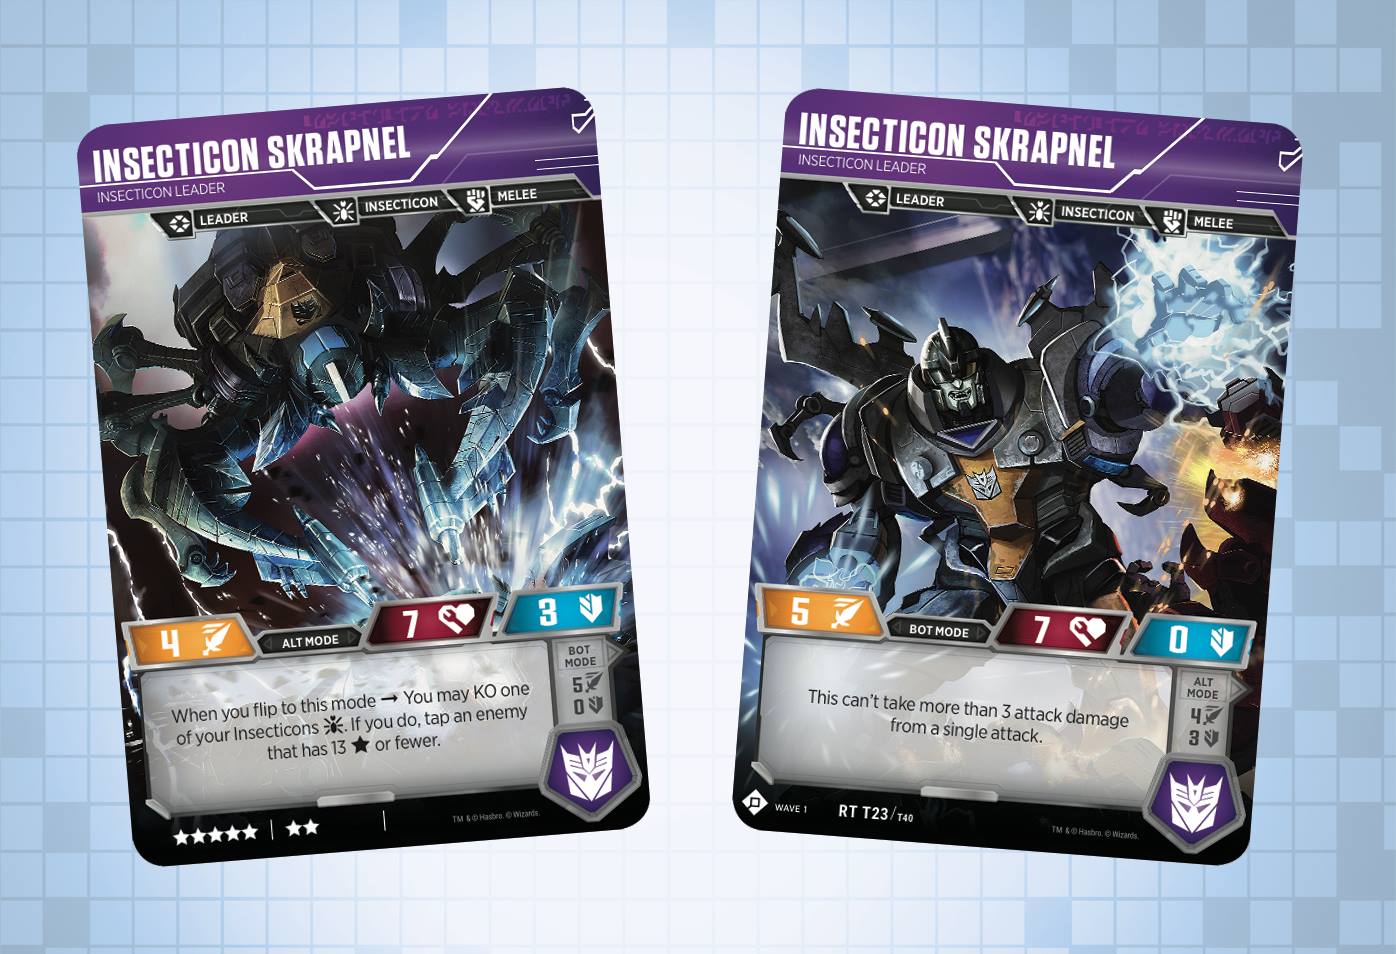 INSECTICON SKRAPNEL
INSECTICON LEADER
LEADER
INSECTICON
MELEE
4
ALT MODE
7
3
When you flip to this mode → You may KO one
of your Insecticons. If you do, tap an enemy
that has 13 ★ or fewer.
BOT
MODE
5
0
★★★★★ | ★★ |
TM & © Hasbro. © Wizards.
INSECTICON SKRAPNEL
INSECTICON LEADER
LEADER
INSECTICON
MELEE
5
BOT MODE
7
0
This can't take more than 3 attack damage
from a single attack.
ALT
MODE
4
3
WAVE 1
RT T23/T40
TM & © Hasbro. © Wizards.